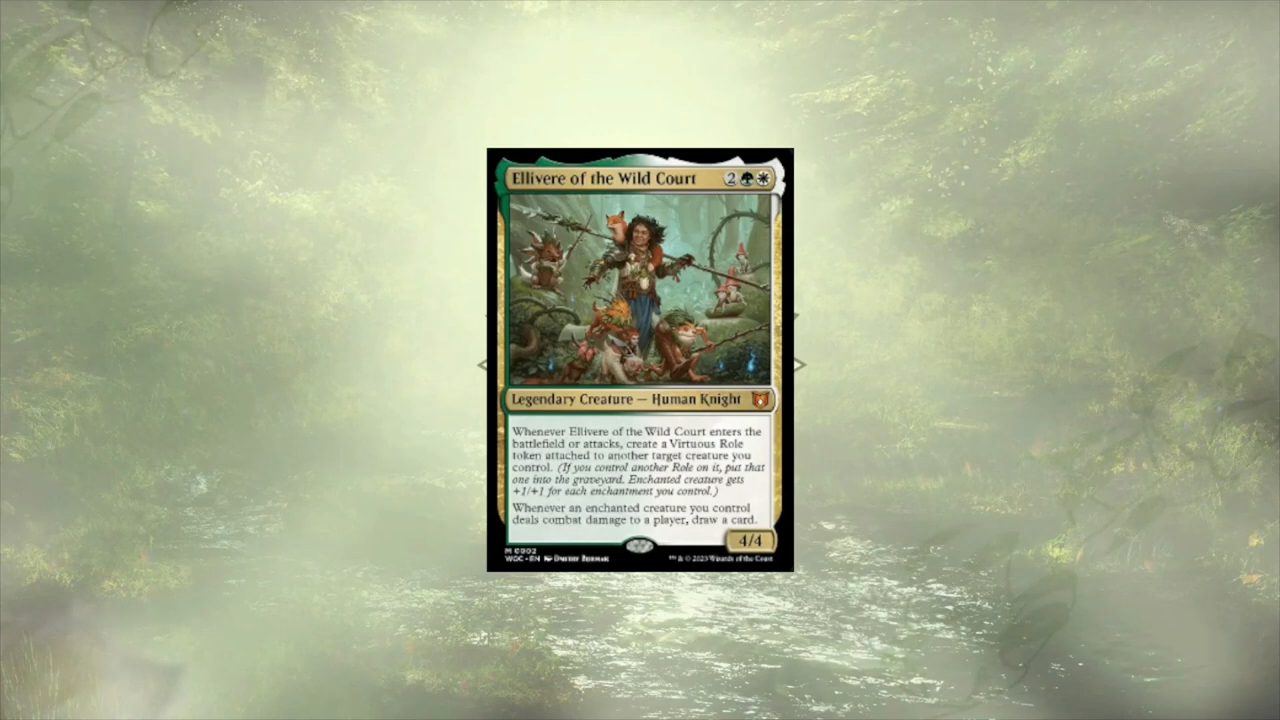 Ellivere of the Wild Court 2
Legendary Creature — Human Knight
Whenever Ellivere of the Wild Court enters the
battlefield or attacks, create a Virtuous Role
token attached to another target creature you
control. (If you control another Role on it, put that
one into the graveyard. Enchanted creature gets
+1/+1 for each enchantment you control.)
Whenever an enchanted creature you control
deals combat damage to a player, draw a card.
4/4
M 0002
WOC • EN Dmitry Burmak
™ & © 2023 Wizards of the Coast